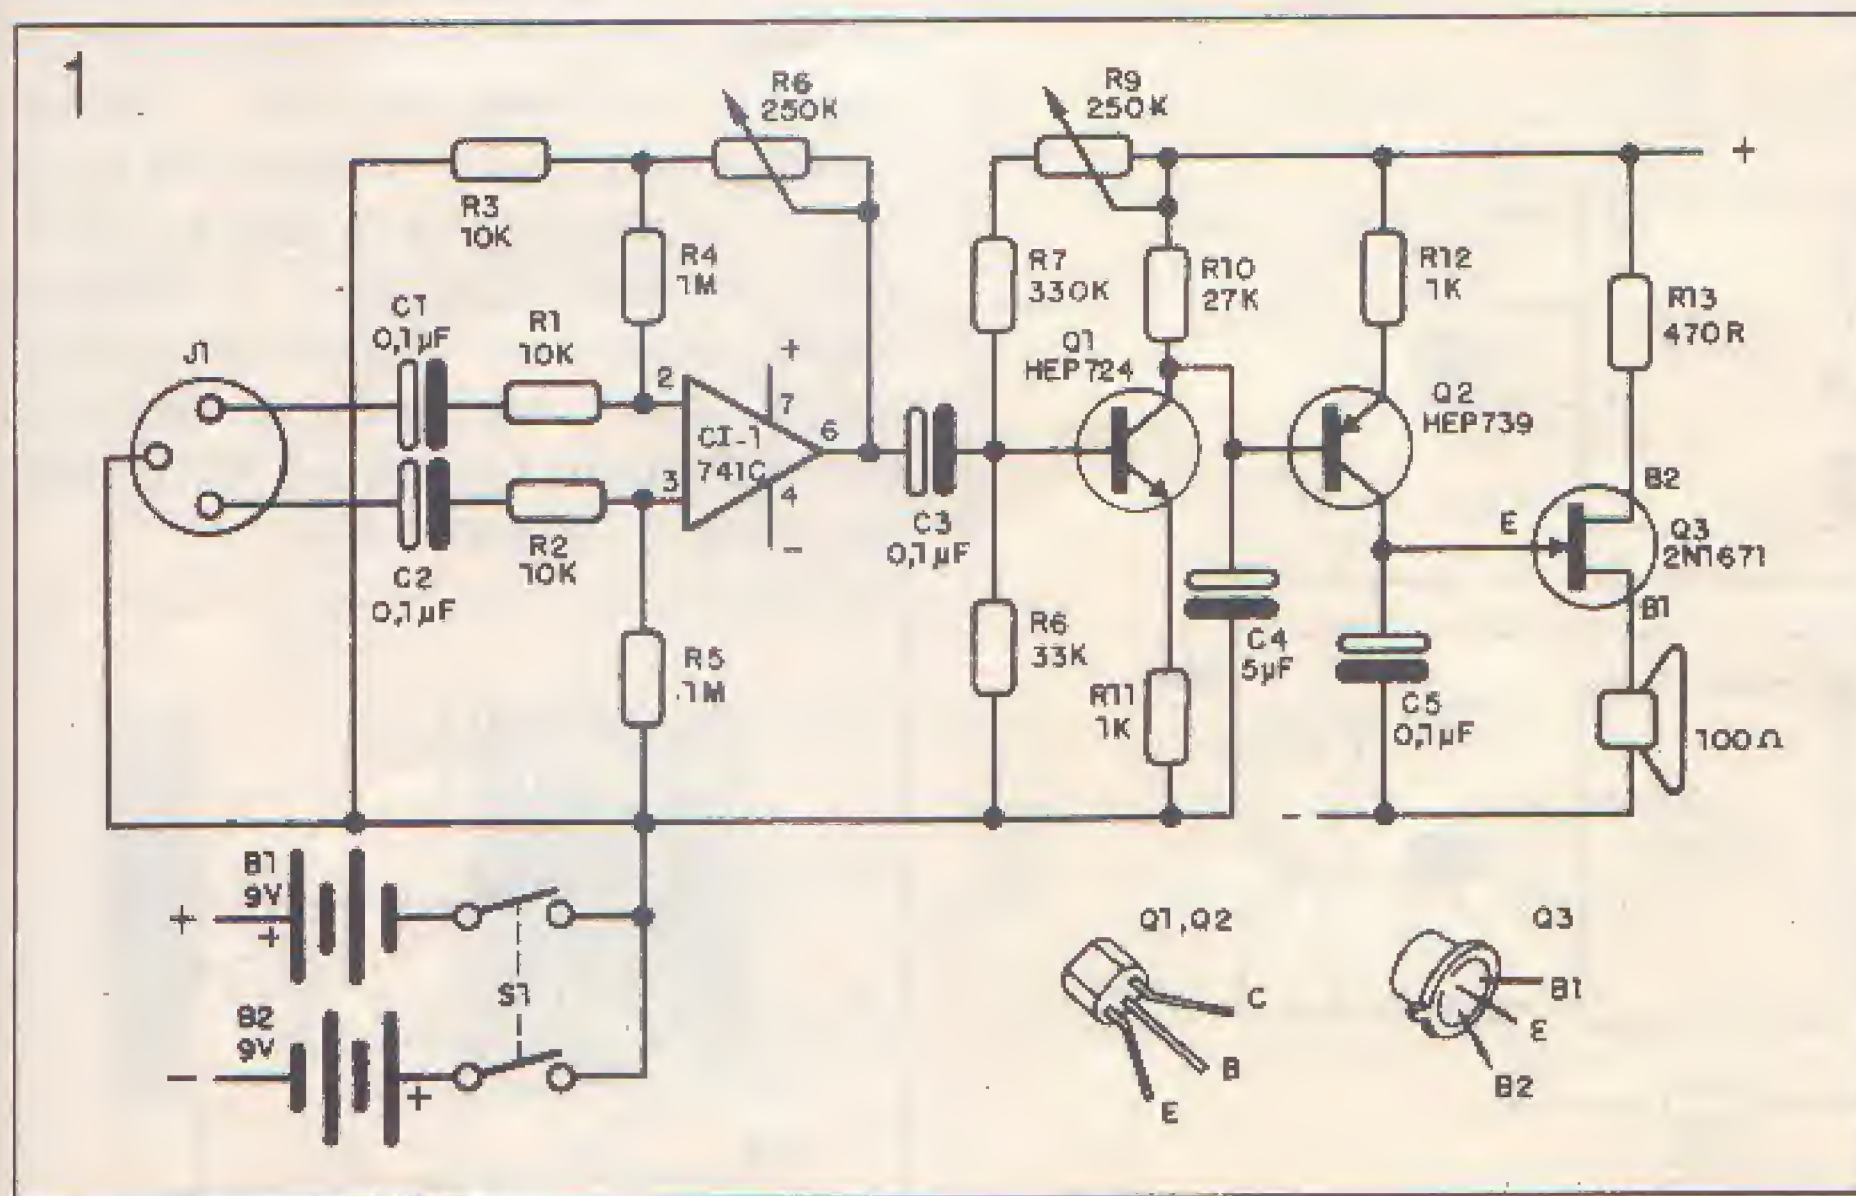 1
R6
250K
R9
250K
+
R3
10K
R4
1M
R7
330K
R10
27K
R12
1K
R13
470R
C1
0,1µF
R1
10K
J1
Q1
HEP724
Q2
HEP739
2
+
7
CI-1
741C
6
3
4
-
C3
0,1µF
R2
10K
C2
0,1µF
B2
E
Q3
2N1671
B1
R5
1M
R6
33K
R11
1K
C4
5µF
C5
0,1µF
100Ω
-
B1
9V
+
+
S1
B2
9V
-
+
Q1,Q2
C
B
E
Q3
B1
E
B2